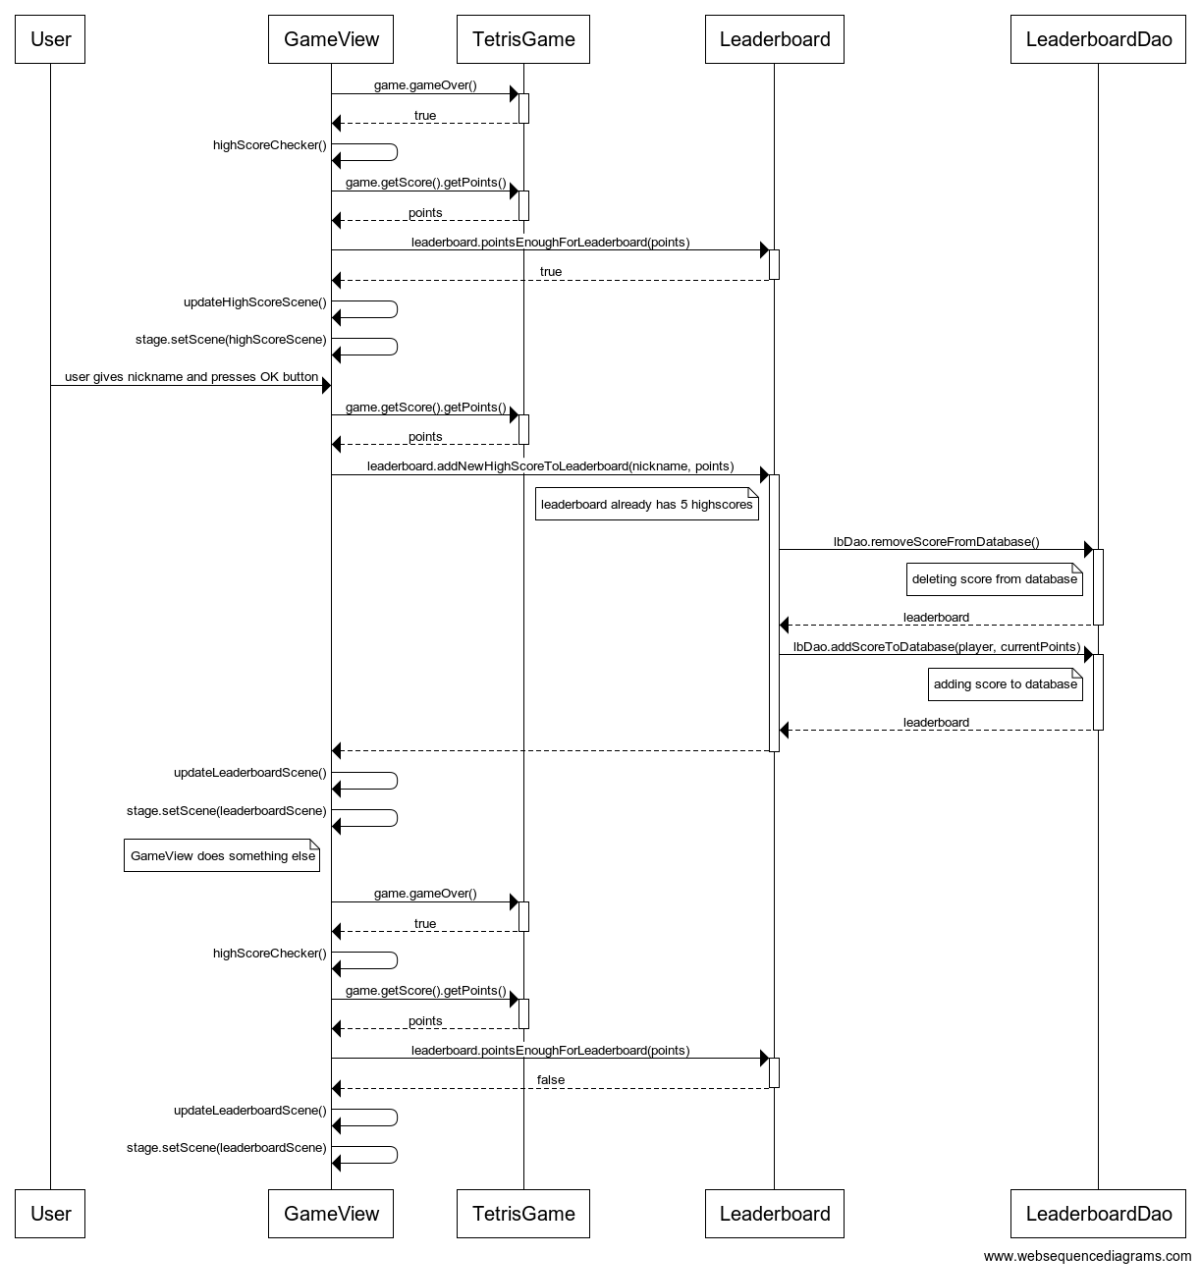 User
GameView
TetrisGame
Leaderboard
LeaderboardDao
game.gameOver()
true
highScoreChecker()
game.getScore().getPoints()
points
leaderboard.pointsEnoughForLeaderboard(points)
true
updateHighScoreScene()
stage.setScene(highScoreScene)
user gives nickname and presses OK button
game.getScore().getPoints()
points
leaderboard.addNewHighScoreToLeaderboard(nickname, points)
leaderboard already has 5 highscores
lbDao.removeScoreFromDatabase()
deleting score from database
leaderboard
lbDao.addScoreToDatabase(player, currentPoints)
adding score to database
leaderboard
updateLeaderboardScene()
stage.setScene(leaderboardScene)
GameView does something else
game.gameOver()
true
highScoreChecker()
game.getScore().getPoints()
points
leaderboard.pointsEnoughForLeaderboard(points)
false
updateLeaderboardScene()
stage.setScene(leaderboardScene)
User
GameView
TetrisGame
Leaderboard
LeaderboardDao
www.websequencediagrams.com